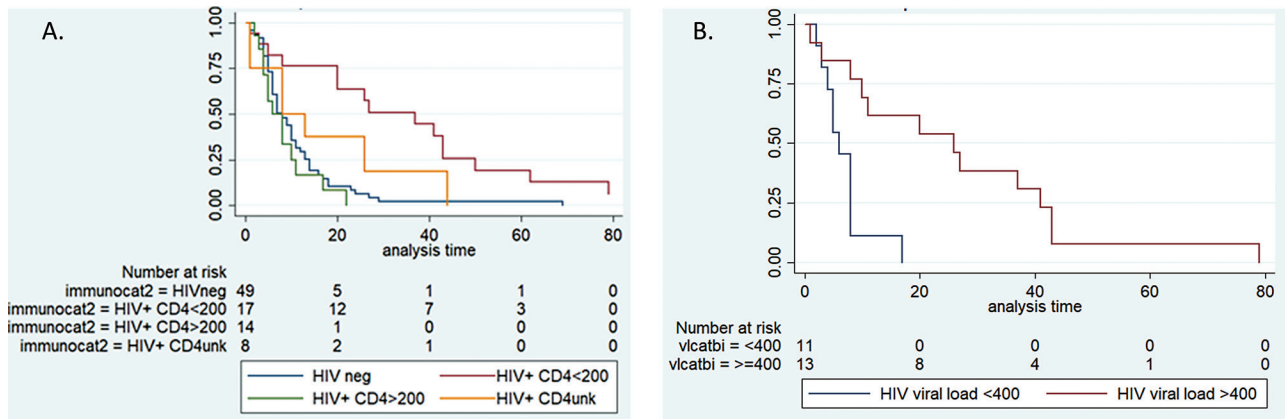 A.
1.00
0.75
0.50
0.25
0.00
0 20 40 60 80
analysis time
Number at risk
immunocat2 = HIVneg 49 5 1 1 0
immunocat2 = HIV+ CD4<200 17 12 7 3 0
immunocat2 = HIV+ CD4>200 14 1 0 0 0
immunocat2 = HIV+ CD4unk 8 2 1 0 0
HIV neg HIV+ CD4<200
HIV+ CD4>200 HIV+ CD4unk
B.
1.00
0.75
0.50
0.25
0.00
0 20 40 60 80
analysis time
Number at risk
vlcatbi = <400 11 0 0 0 0
vlcatbi = >=400 13 8 4 1 0
HIV viral load <400 HIV viral load >400